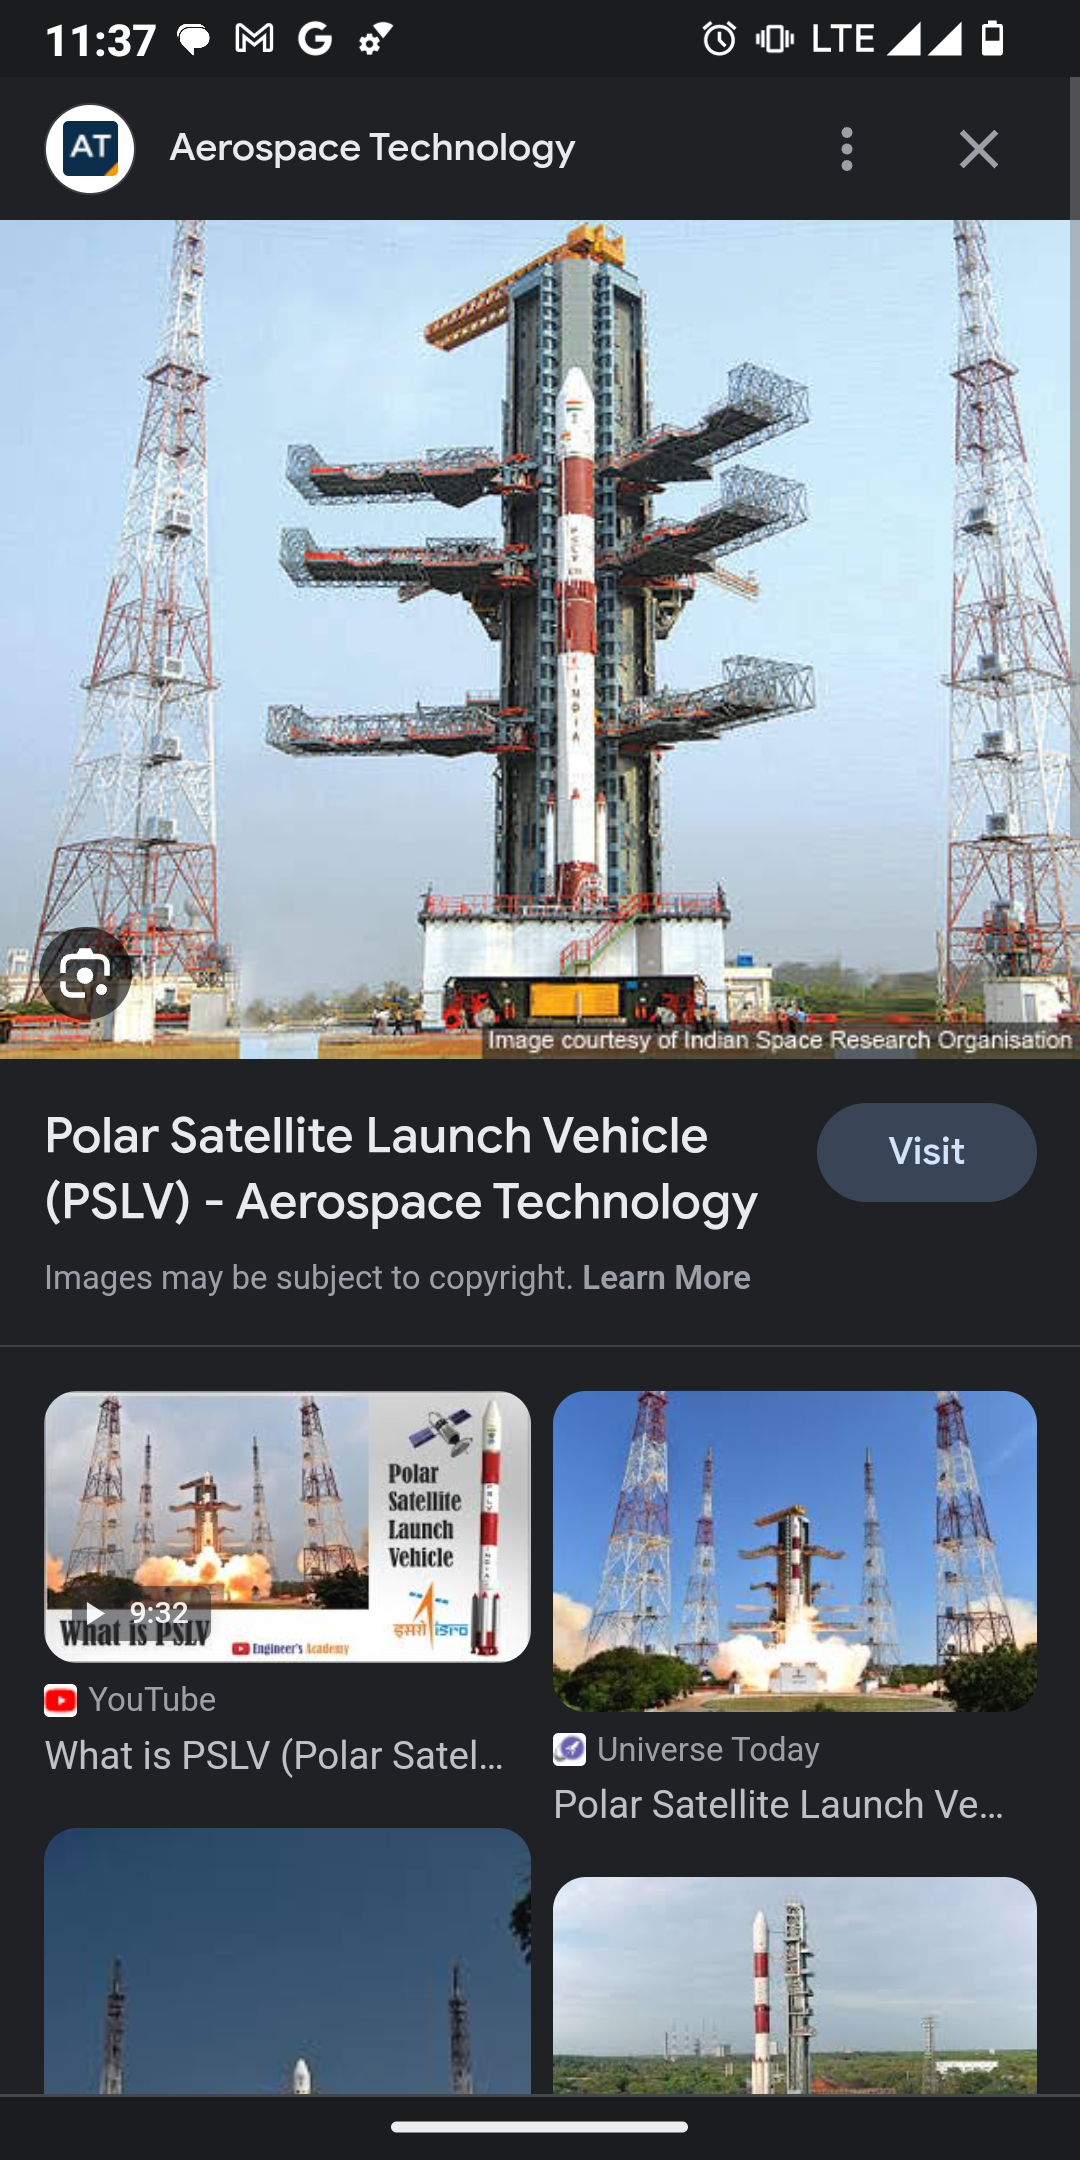 11:37
LTE
AT
Aerospace Technology
PSLV
INDIA
Image courtesy of Indian Space Research Organisation
Polar Satellite Launch Vehicle
(PSLV) - Aerospace Technology
Visit
Images may be subject to copyright. Learn More
Polar
Satellite
Launch
Vehicle
9:32
What is PSLV
Engineer's Academy
इसरो isro
YouTube
What is PSLV (Polar Satel...
Universe Today
Polar Satellite Launch Ve...